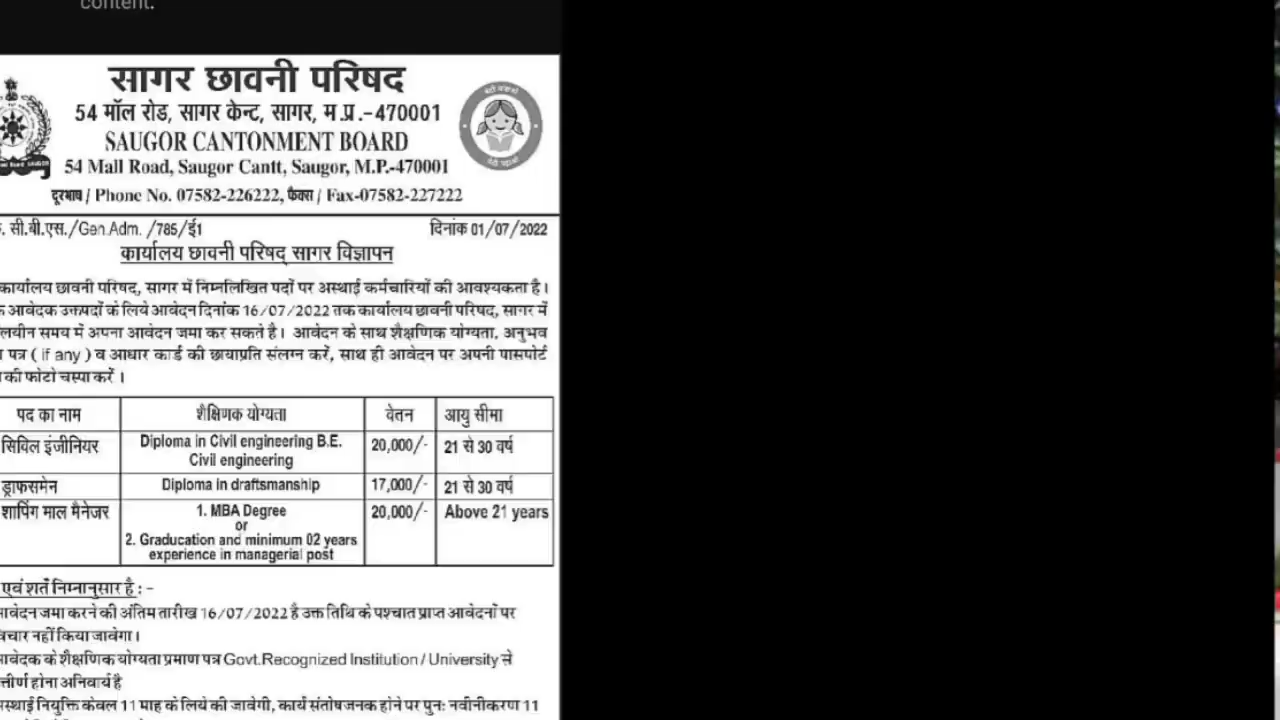 content.
सागर छावनी परिषद
54 मॉल रोड, सागर केन्ट, सागर, म.प्र.-470001
SAUGOR CANTONMENT BOARD
54 Mall Road, Saugor Cantt, Saugor, M.P.-470001
दूरभाष / Phone No. 07582-226222, फैक्स / Fax-07582-227222
सी.बी.एस./Gen.Adm. /785/ई1 दिनांक 01/07/2022
कार्यालय छावनी परिषद् सागर विज्ञापन
कार्यालय छावनी परिषद, सागर में निम्नलिखित पदों पर अस्थाई कर्मचारियों की आवश्यकता है।
आवेदक उक्तपदों के लिये आवेदन दिनांक 16/07/2022 तक कार्यालय छावनी परिषद, सागर में
समय में अपना आवेदन जमा कर सकते है। आवेदन के साथ शैक्षणिक योग्यता, अनुभव
पत्र ( if any ) व आधार कार्ड की छायाप्रति संलग्न करें, साथ ही आवेदन पर अपनी पासपोर्ट
की फोटो चस्पा करें ।
पद का नाम शैक्षिणक योग्यता वेतन आयु सीमा
सिविल इंजीनियर Diploma in Civil engineering B.E. Civil engineering 20,000/- 21 से 30 वर्ष
ड्राफसमेन Diploma in draftsmanship 17,000/- 21 से 30 वर्ष
शापिंग माल मैनेजर 1. MBA Degree 20,000/- Above 21 years
or
2. Graducation and minimum 02 years
experience in managerial post
एवं शर्तें निम्नानुसार है : -
आवेदन जमा करने की अंतिम तारीख 16/07/2022 है उक्त तिथि के पश्चात प्राप्त आवेदनों पर
विचार नहीं किया जावेगा।
आवेदक के शैक्षणिक योग्यता प्रमाण पत्र Govt.Recognized Institution / University से
होना अनिवार्य है
अस्थाई नियुक्ति केवल 11 माह के लिये की जावेगी, कार्य संतोषजनक होने पर पुनः नवीनीकरण 11